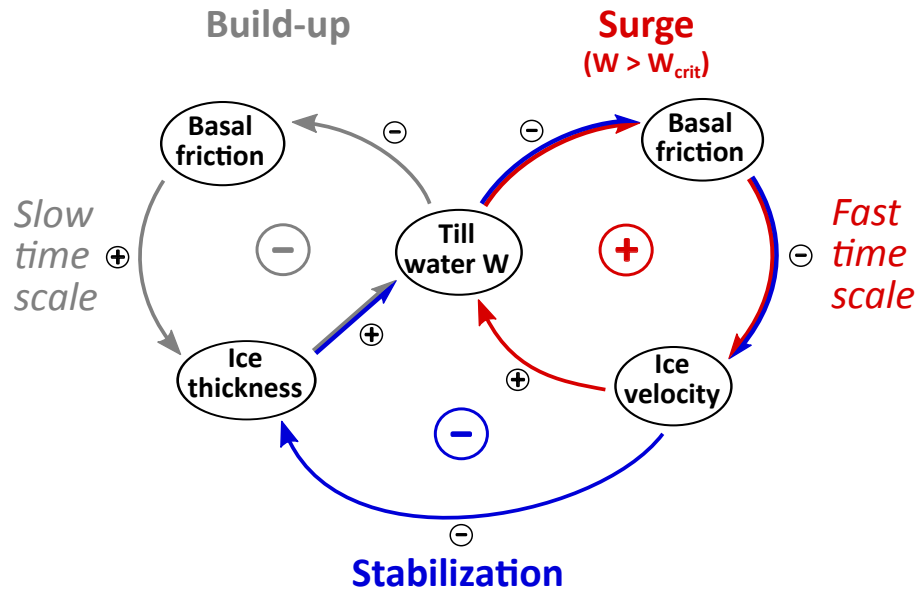 Build-up
Surge
(W > Wcrit)
Basal
friction
−
−
Basal
friction
Slow
time
scale
+
−
Till
water W
+
−
Fast
time
scale
Ice
thickness
+
+
Ice
velocity
−
−
Stabilization